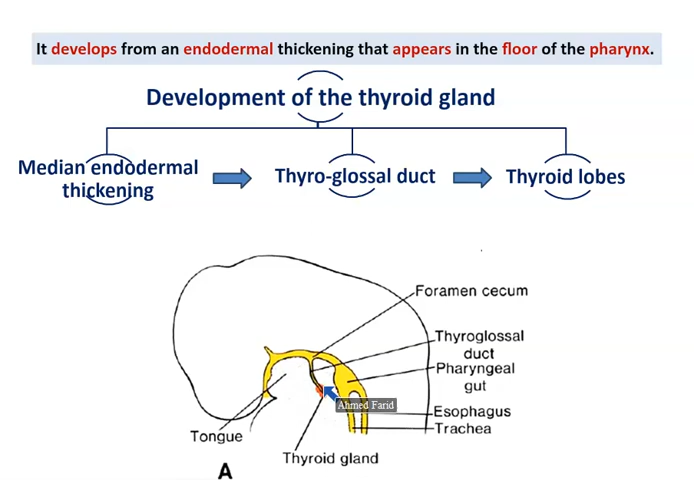 It develops from an endodermal thickening that appears in the floor of the pharynx.
Development of the thyroid gland
Median endodermal
thickening
Thyro-glossal duct
Thyroid lobes
Foramen cecum
Thyroglossal
duct
Pharyngeal
gut
Ahmed Farid
Esophagus
Trachea
Tongue
Thyroid gland
A